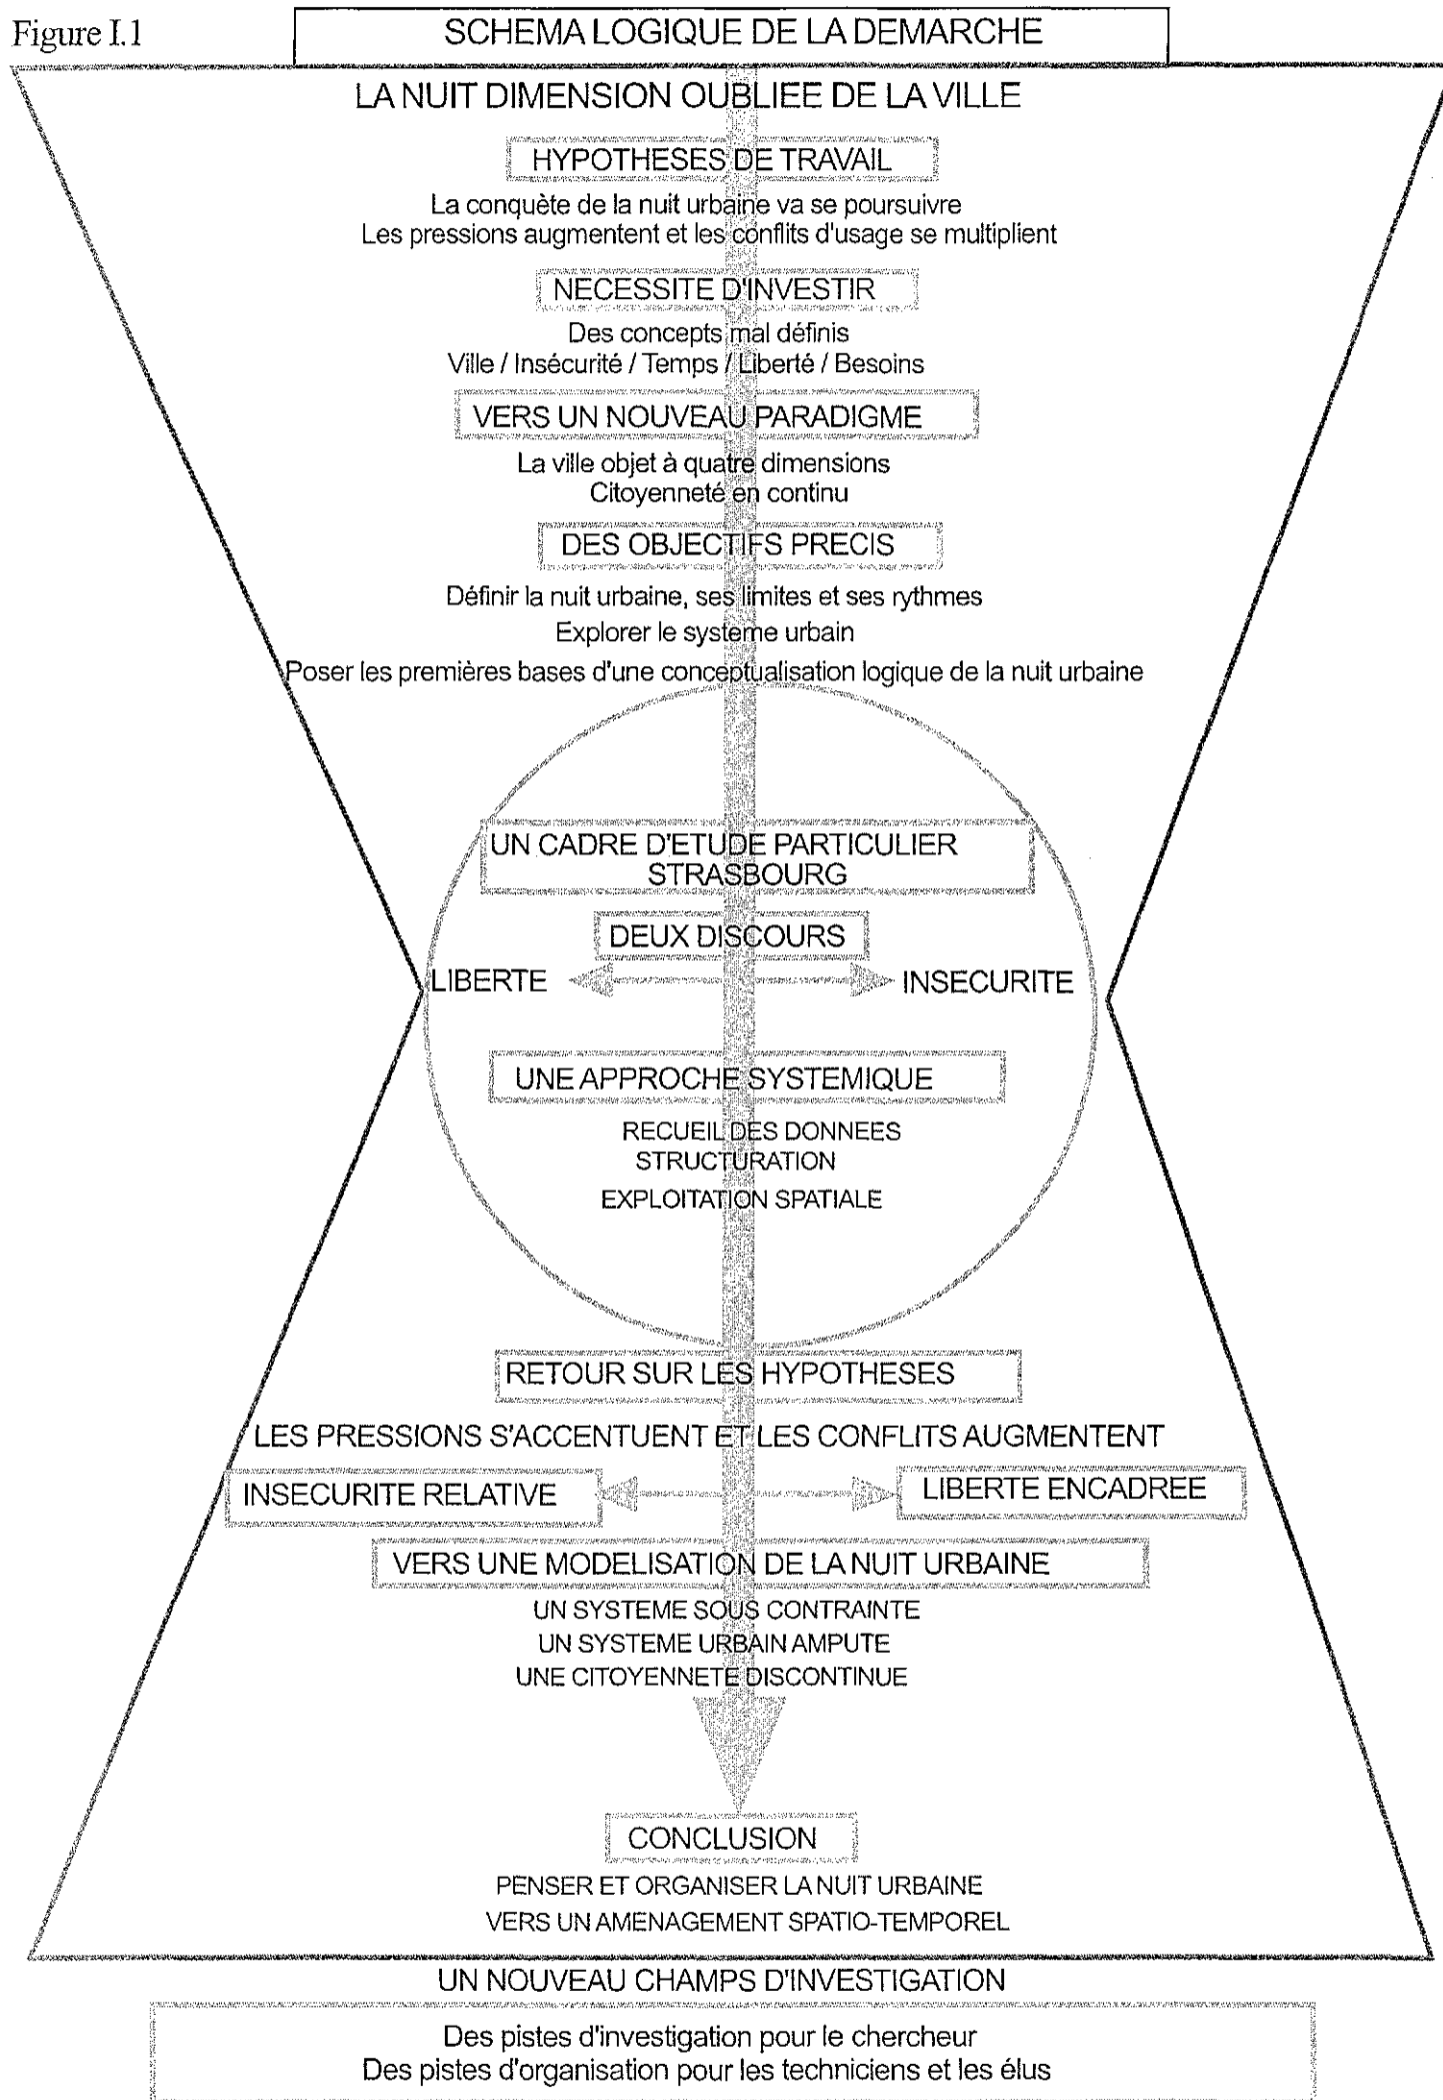 Figure I.1
SCHEMA LOGIQUE DE LA DEMARCHE
LA NUIT DIMENSION OUBLIEE DE LA VILLE
HYPOTHESES DE TRAVAIL
La conquète de la nuit urbaine va se poursuivre
Les pressions augmentent et les conflits d'usage se multiplient
NECESSITE D'INVESTIR
Des concepts mal définis
Ville / Insécurité / Temps / Liberté / Besoins
VERS UN NOUVEAU PARADIGME
La ville objet à quatre dimensions
Citoyenneté en continu
DES OBJECTIFS PRECIS
Définir la nuit urbaine, ses limites et ses rythmes
Explorer le systeme urbain
Poser les premières bases d'une conceptualisation logique de la nuit urbaine
UN CADRE D'ETUDE PARTICULIER
STRASBOURG
DEUX DISCOURS
LIBERTE INSECURITE
UNE APPROCHE SYSTEMIQUE
RECUEIL DES DONNEES
STRUCTURATION
EXPLOITATION SPATIALE
RETOUR SUR LES HYPOTHESES
LES PRESSIONS S'ACCENTUENT ET LES CONFLITS AUGMENTENT
INSECURITE RELATIVE LIBERTE ENCADREE
VERS UNE MODELISATION DE LA NUIT URBAINE
UN SYSTEME SOUS CONTRAINTE
UN SYSTEME URBAIN AMPUTE
UNE CITOYENNETE DISCONTINUE
CONCLUSION
PENSER ET ORGANISER LA NUIT URBAINE
VERS UN AMENAGEMENT SPATIO-TEMPOREL
UN NOUVEAU CHAMPS D'INVESTIGATION
Des pistes d'investigation pour le chercheur
Des pistes d'organisation pour les techniciens et les élus